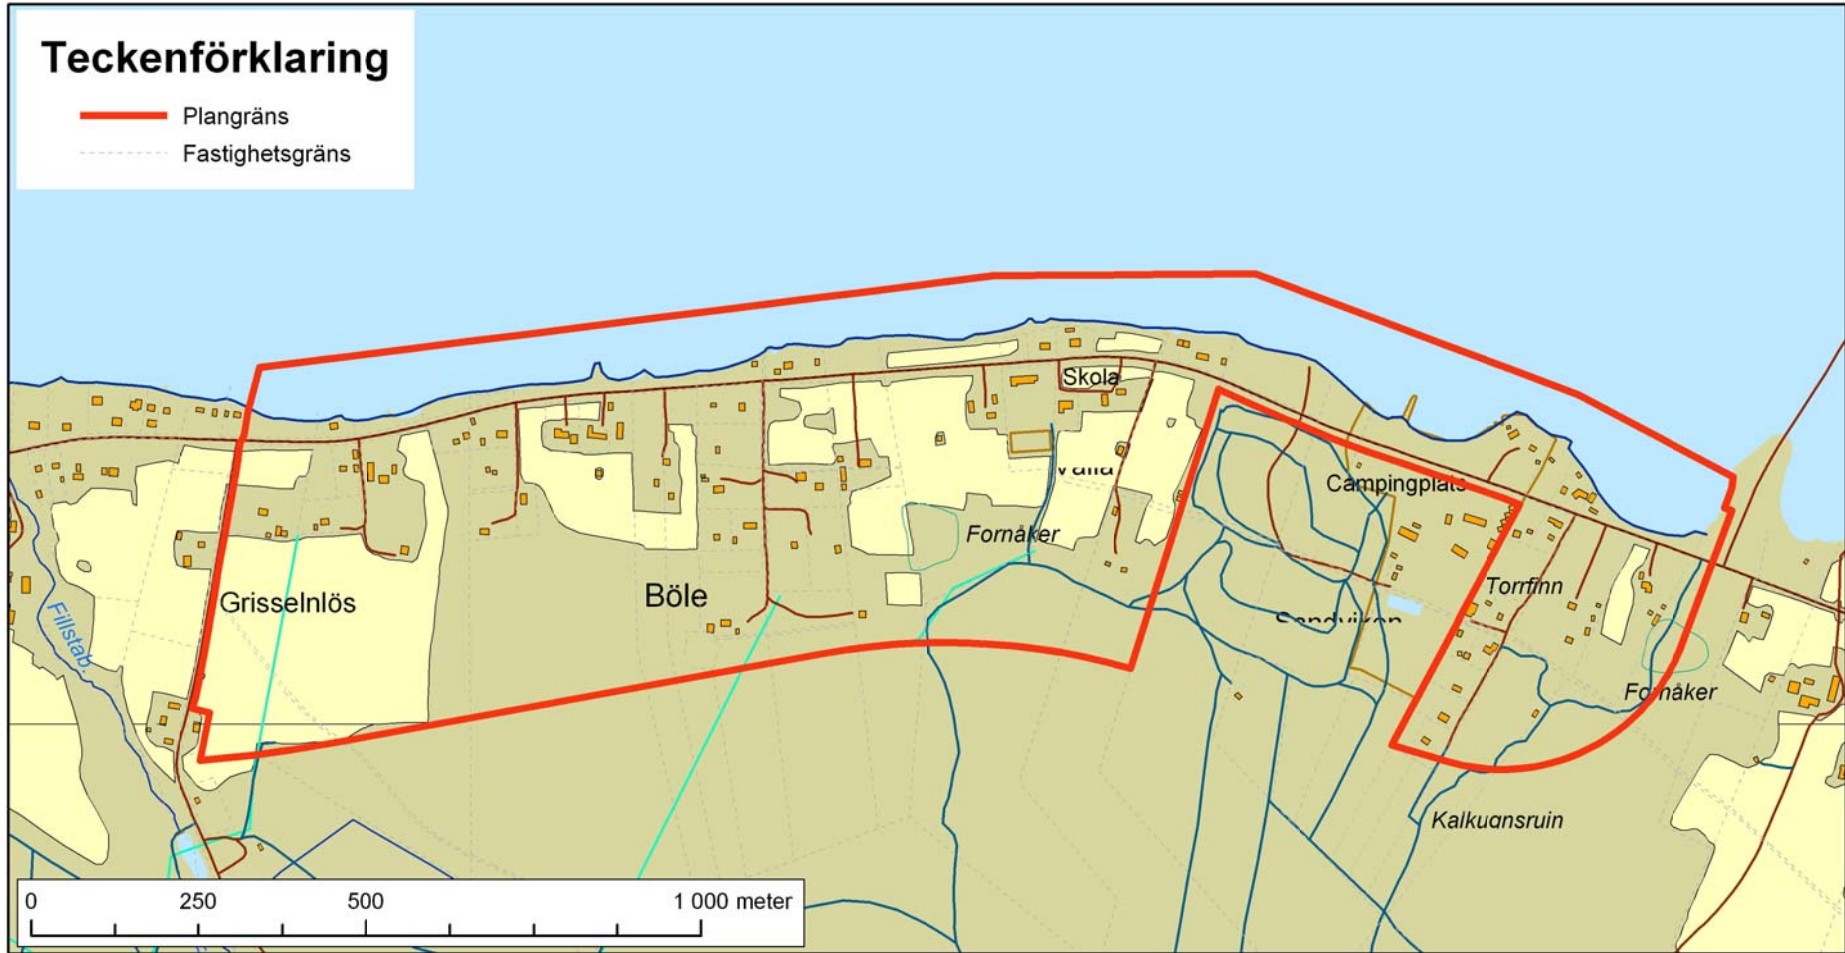 Teckenförklaring
Plangräns
Fastighetsgräns
Skola
Campingplats
Fornåker
Torrfinn
Grisselnlös
Böle
Fillstab.
Fornåker
Kalkugnsruin
0 250 500 1 000 meter